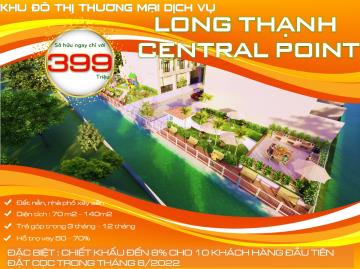 KHU ĐÔ THỊ THƯƠNG MẠI DỊCH VỤ
LONG THẠNH
CENTRAL POINT
Sở hữu ngay chỉ với
399
Triệu
Đất nền, nhà phố xây sẵn
Diện tích : 70 m2 - 140m2
Trả góp trong 3 tháng - 12 tháng
Hỗ trợ vay 50 - 70%
ĐẶC BIỆT : CHIẾT KHẤU ĐẾN 8% CHO 10 KHÁCH HÀNG ĐẦU TIÊN
ĐẶT CỌC TRONG THÁNG 6/2022